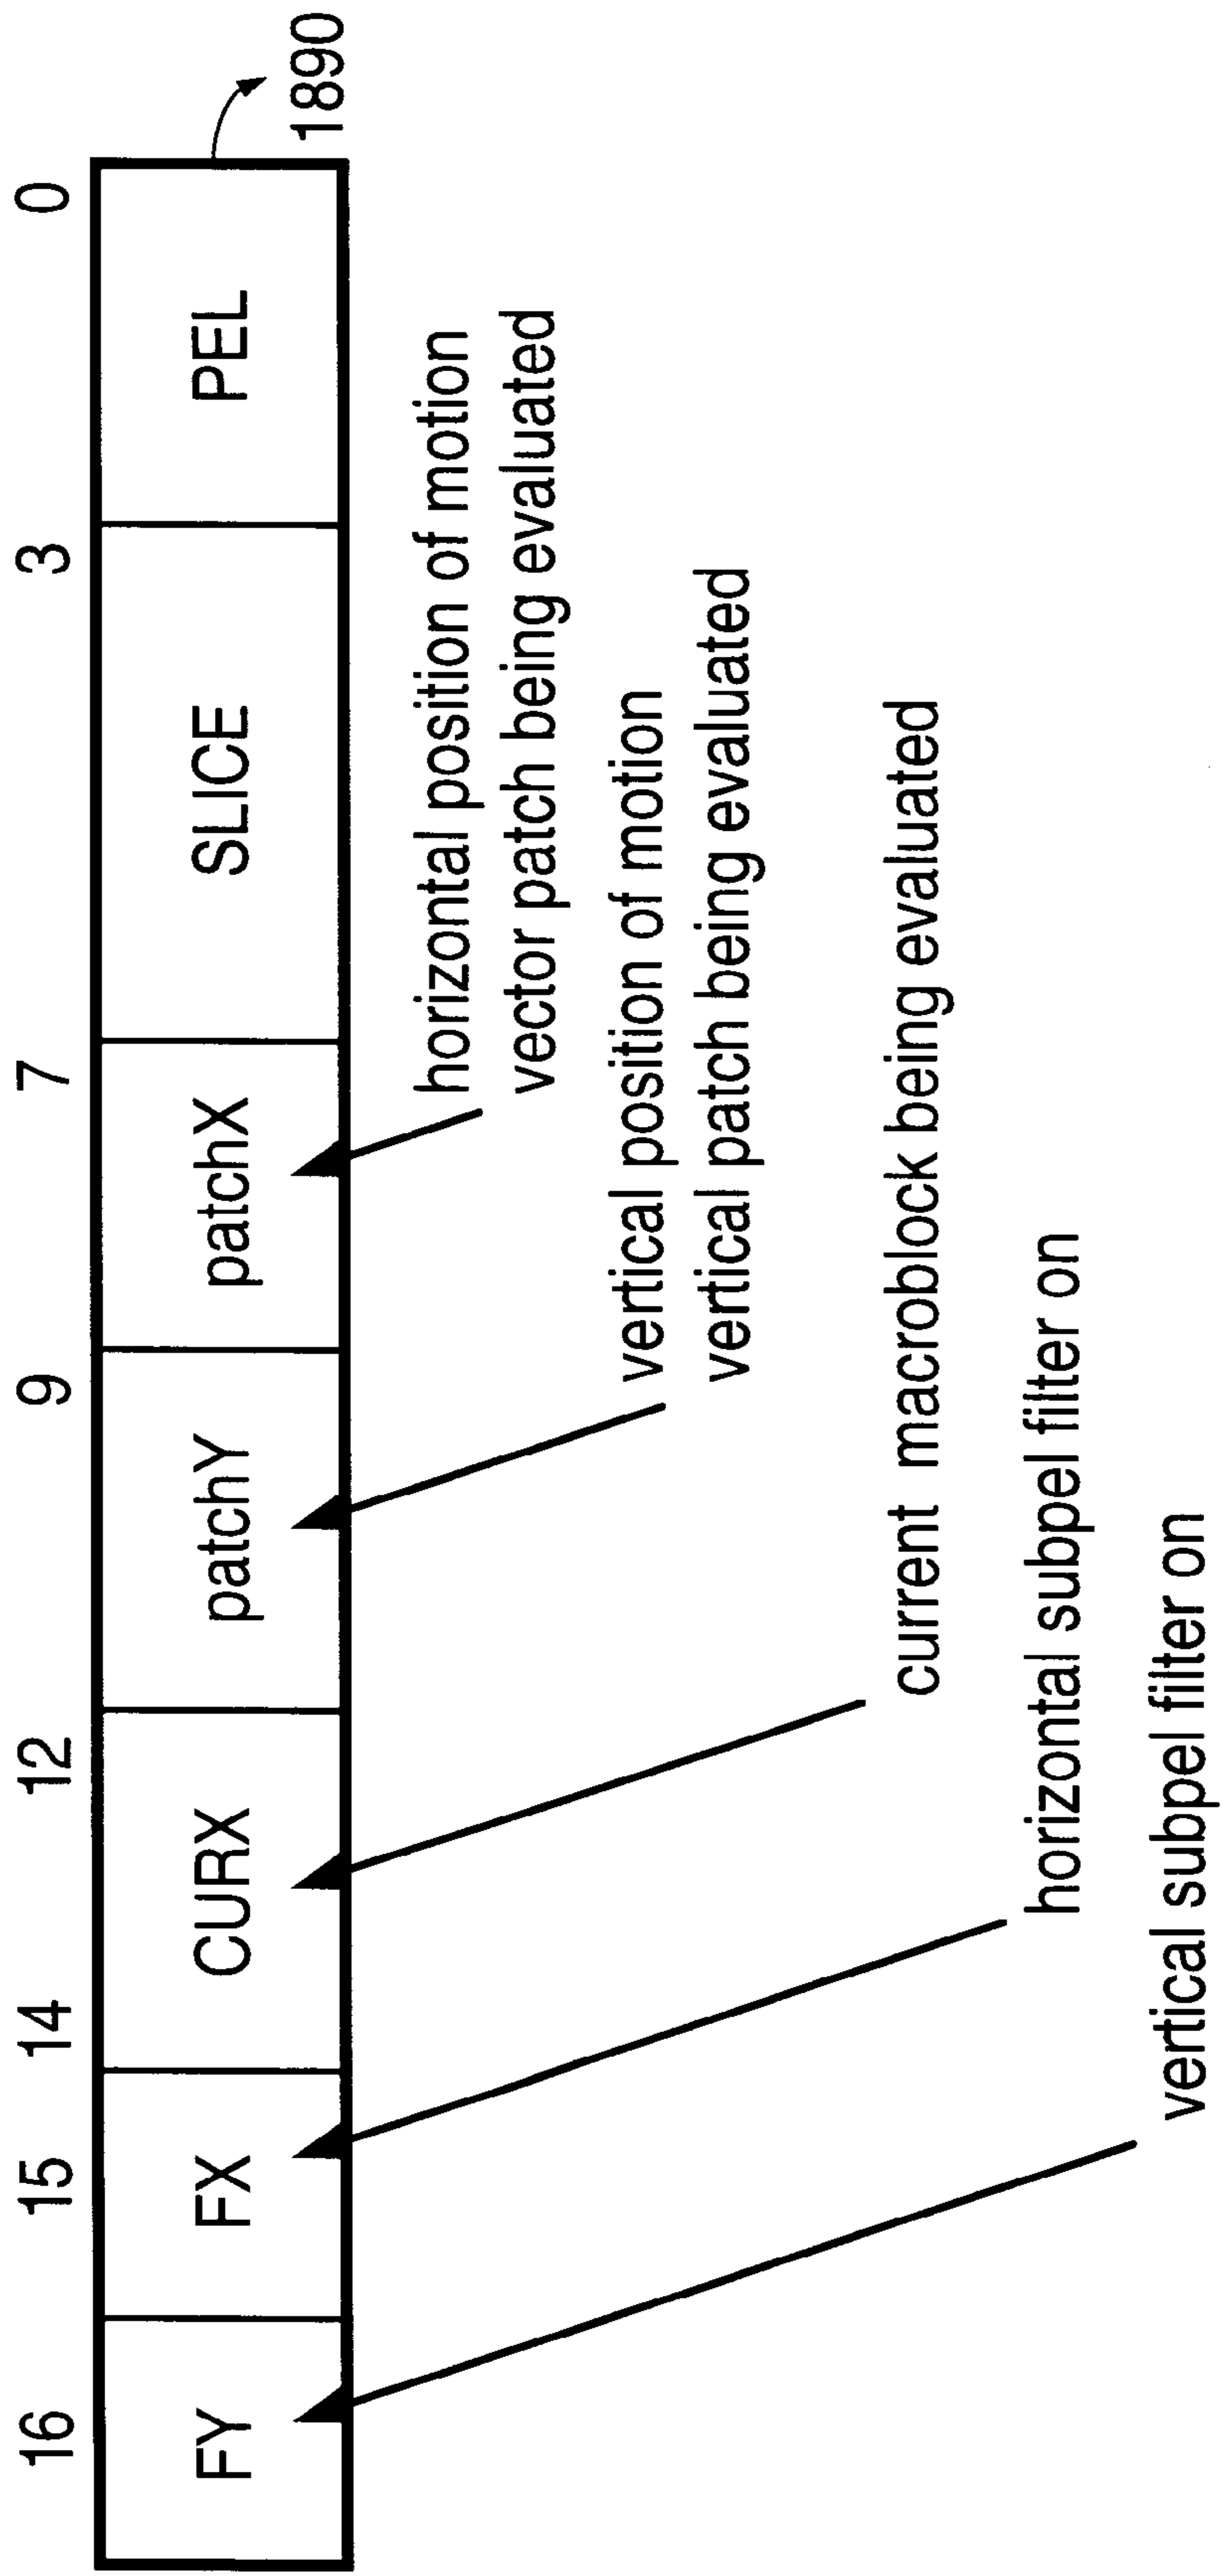 16 15 14 12 9 7 3 0
FY FX CURX patchY patchX SLICE PEL
1890
horizontal position of motion
vector patch being evaluated
vertical position of motion
vertical patch being evaluated
current macroblock being evaluated
horizontal subpel filter on
vertical subpel filter on